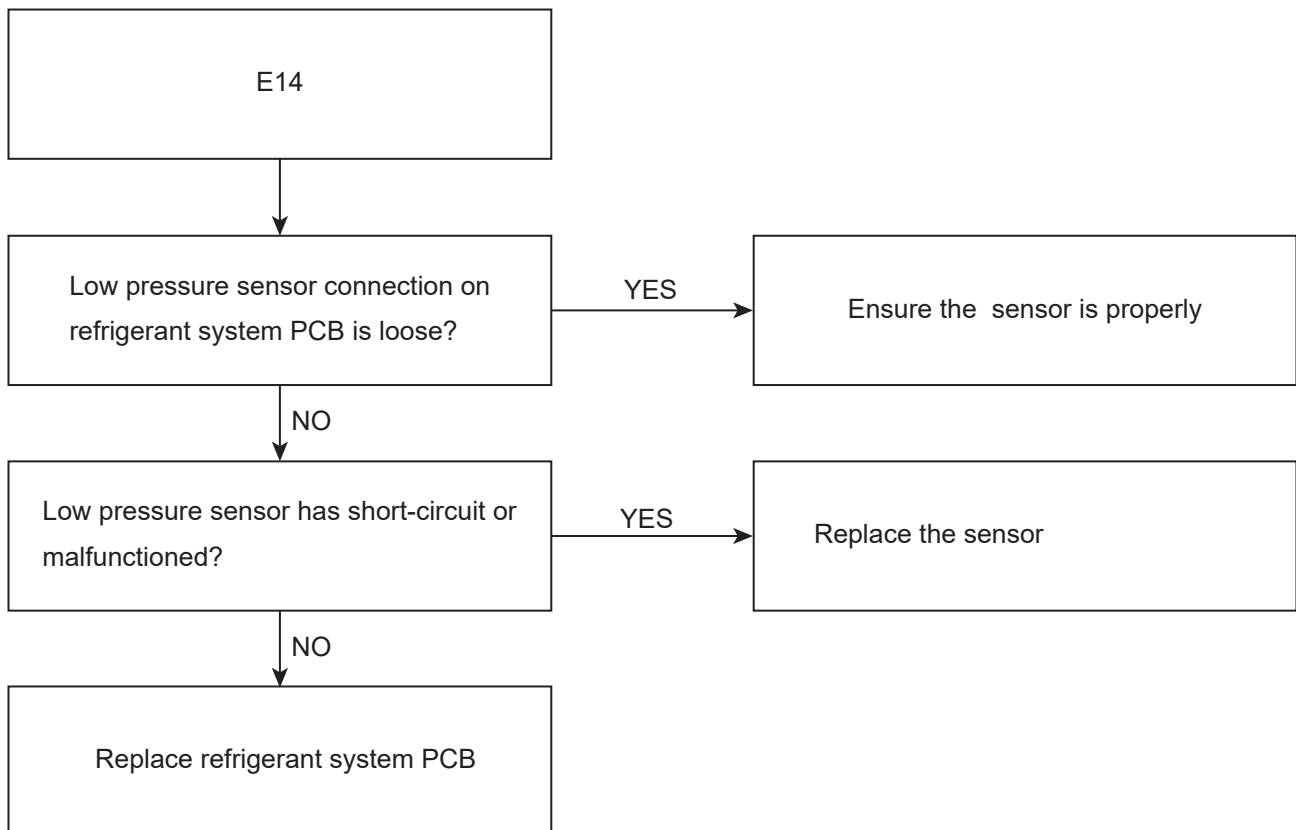 E14
Low pressure sensor connection on
refrigerant system PCB is loose?
YES
Ensure the  sensor is properly
NO
Low pressure sensor has short-circuit or
malfunctioned?
YES
Replace the sensor
NO
Replace refrigerant system PCB